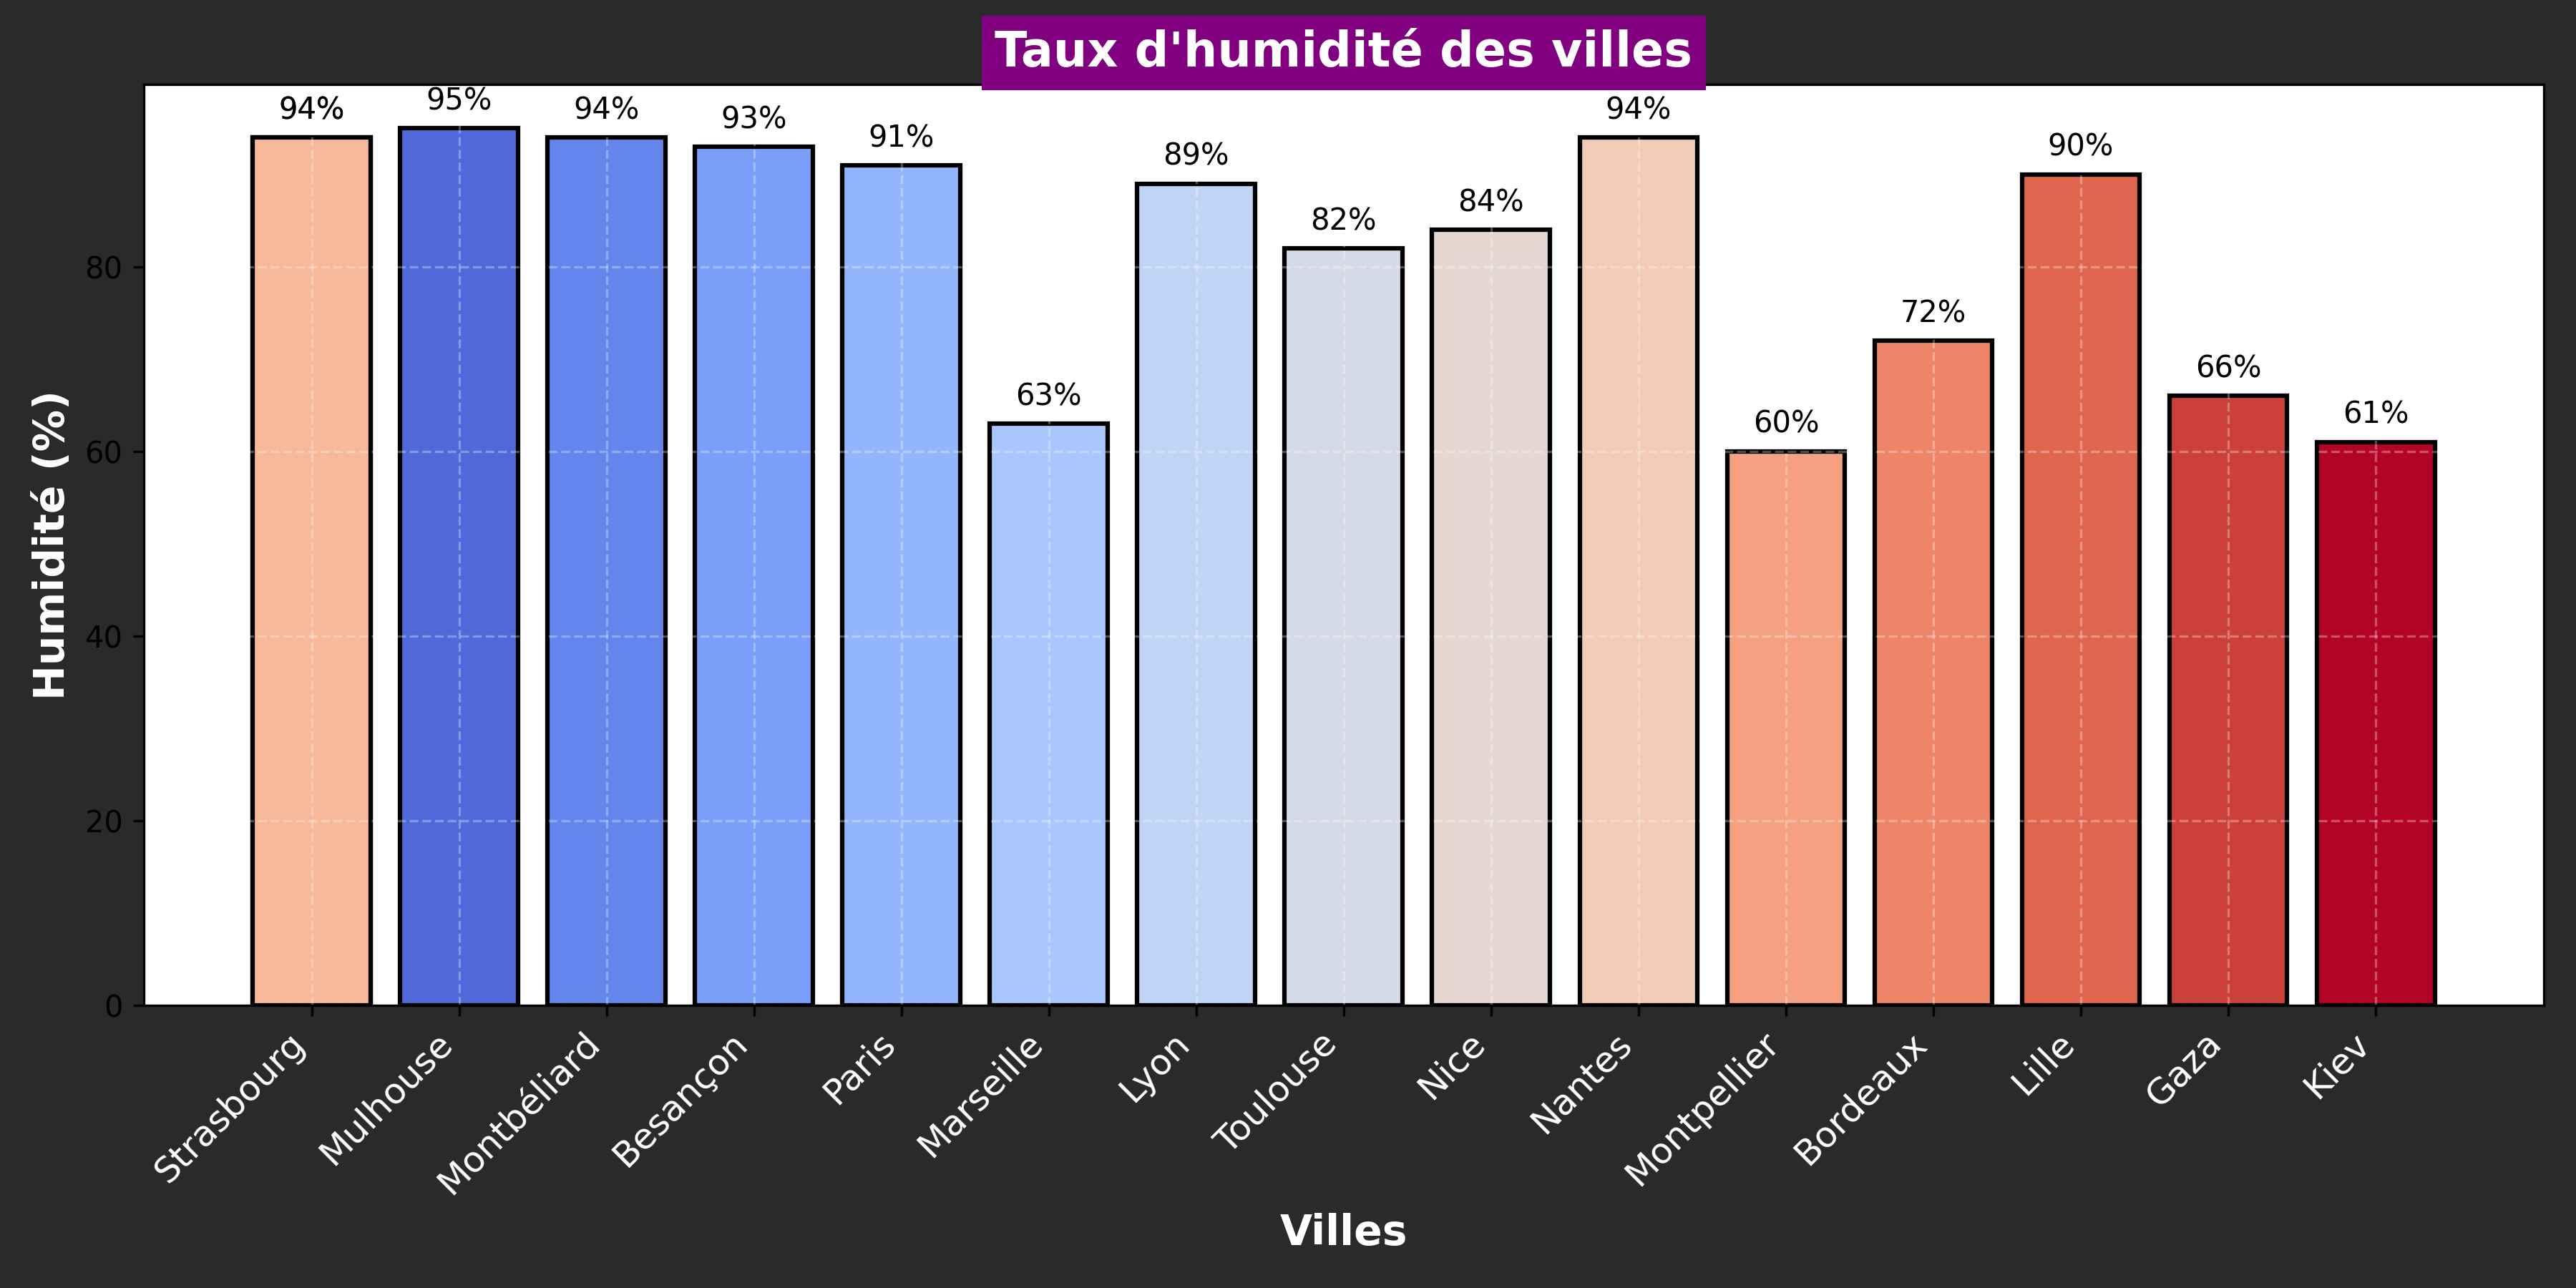 Taux d'humidité des villes
94%
95%
94%
93%
91%
63%
89%
82%
84%
94%
60%
72%
90%
66%
61%
Humidité (%)
80
60
40
20
0
Strasbourg
Mulhouse
Montbéliard
Besançon
Paris
Marseille
Lyon
Toulouse
Nice
Nantes
Montpellier
Bordeaux
Lille
Gaza
Kiev
Villes